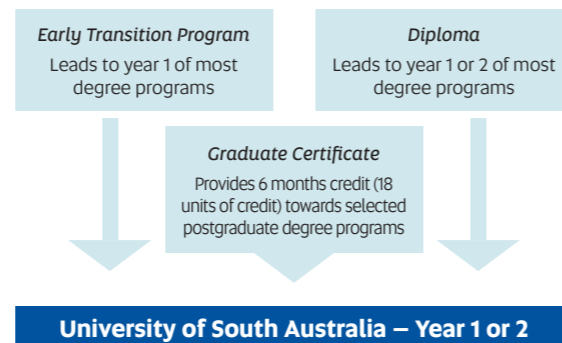 Early Transition Program
Leads to year 1 of most
degree programs
Diploma
Leads to year 1 or 2 of most
degree programs
Graduate Certificate
Provides 6 months credit (18
units of credit) towards selected
postgraduate degree programs
University of South Australia – Year 1 or 2